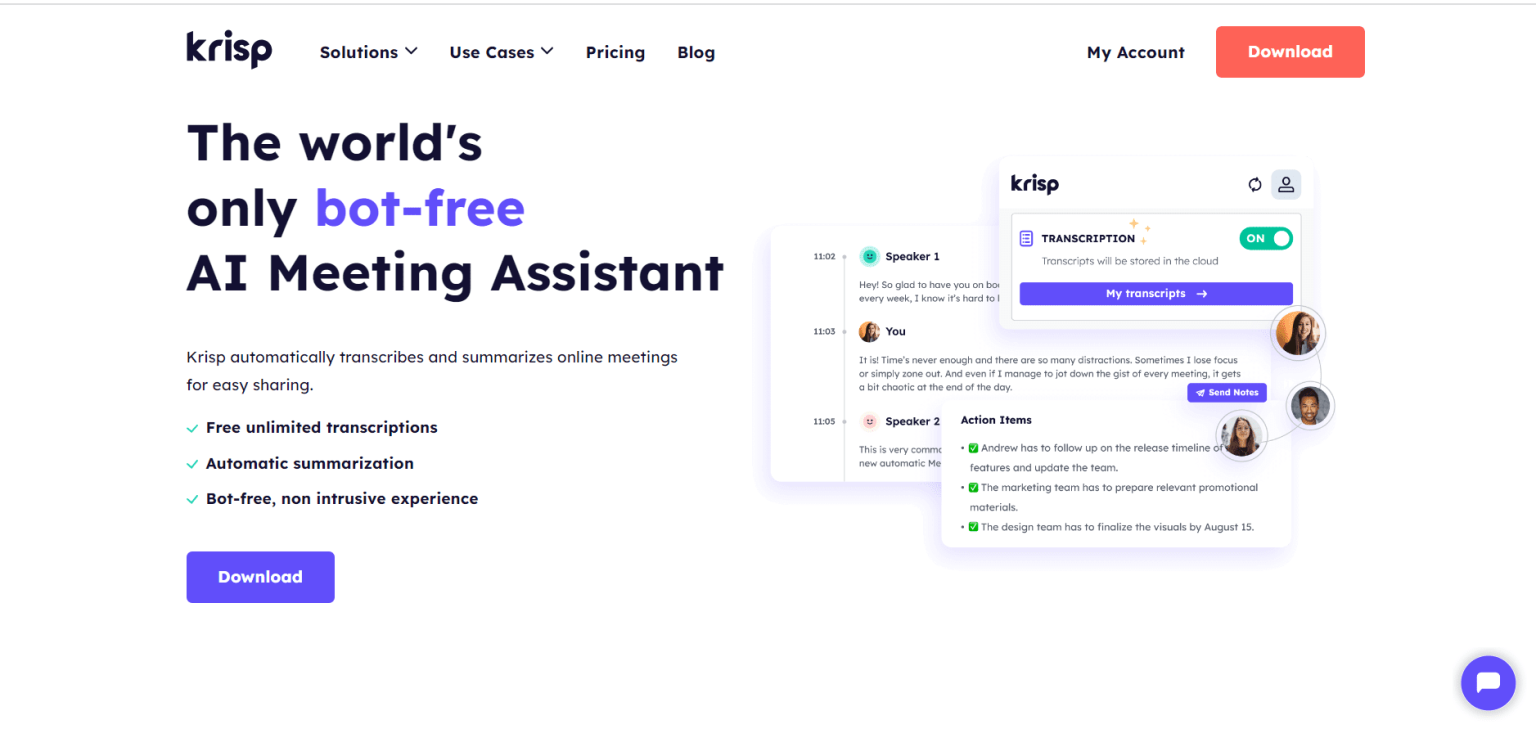 krisp
Solutions
Use Cases
Pricing
Blog
My Account
Download
The world's
only bot-free
AI Meeting Assistant
Krisp automatically transcribes and summarizes online meetings
for easy sharing.
Free unlimited transcriptions
Automatic summarization
Bot-free, non intrusive experience
Download
krisp
TRANSCRIPTION
ON
Transcripts will be stored in the cloud
My transcripts →
11:02
Speaker 1
Hey! So glad to have you on
every week, I know it's hard to
11:03
You
It is! Time's never enough and there are so many distractions. Sometimes I lose focus
or simply zone out. And even if I manage to jot down the gist of every meeting, it gets
a bit chaotic at the end of the day.
Send Notes
11:05
Speaker 2
This is very
new automatic
Action Items
• ✅ Andrew has to follow up on the release timeline of
features and update the team.
• ✅ The marketing team has to prepare relevant promotional
materials.
• ✅ The design team has to finalize the visuals by August 15.